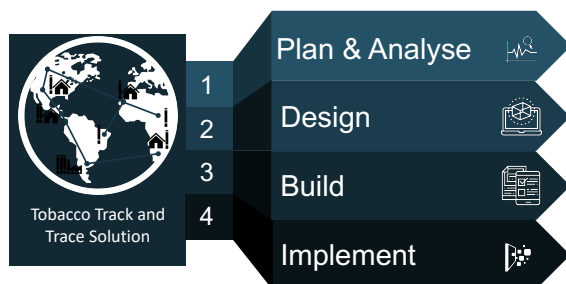 Tobacco Track and
Trace Solution
1
Plan & Analyse
2
Design
3
Build
4
Implement